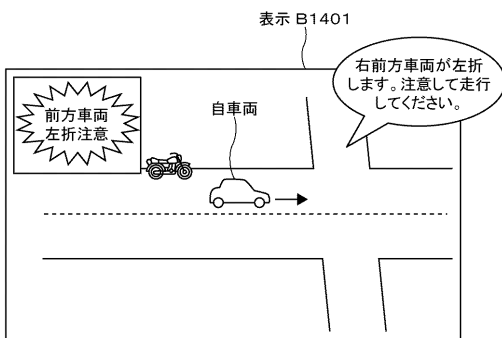 表示 B1401
右前方車両が左折
します。注意して走行
してください。
前方車両
左折注意
自車両